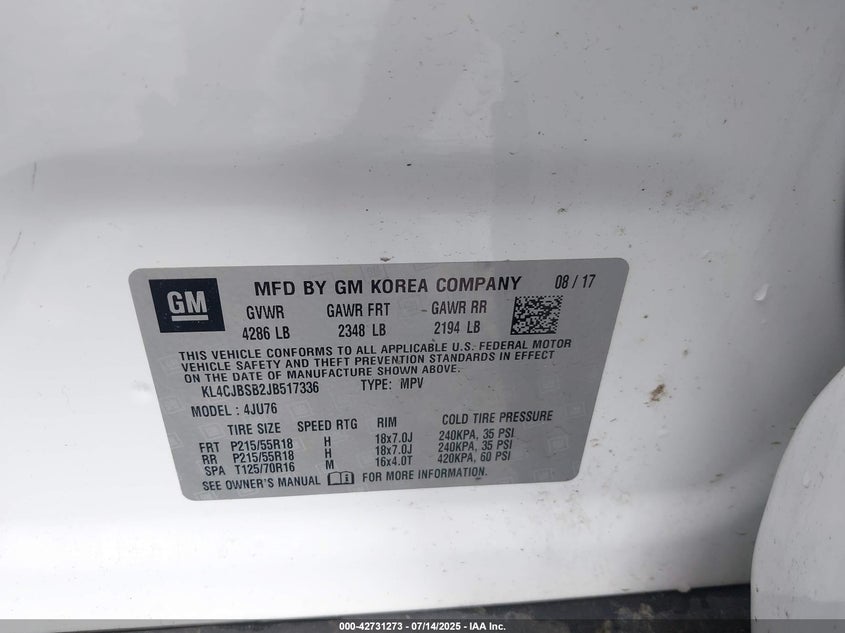 GM
MFD BY GM KOREA COMPANY 08 / 17
GVWR GAWR FRT GAWR RR
4286 LB 2348 LB 2194 LB
THIS VEHICLE CONFORMS TO ALL APPLICABLE U.S. FEDERAL MOTOR
VEHICLE SAFETY AND THEFT PREVENTION STANDARDS IN EFFECT
ON THE DATE OF MANUFACTURE SHOWN ABOVE.
KL4CJBSB2JB517336 TYPE: MPV
MODEL : 4JU76
TIRE SIZE SPEED RTG RIM COLD TIRE PRESSURE
FRT P215/55R18 H 18x7.0J 240KPA, 35 PSI
RR P215/55R18 H 18x7.0J 240KPA, 35 PSI
SPA T125/70R16 M 16x4.0T 420KPA, 60 PSI
SEE OWNER'S MANUAL FOR MORE INFORMATION.
000-42731273 - 07/14/2025 - IAA Inc.